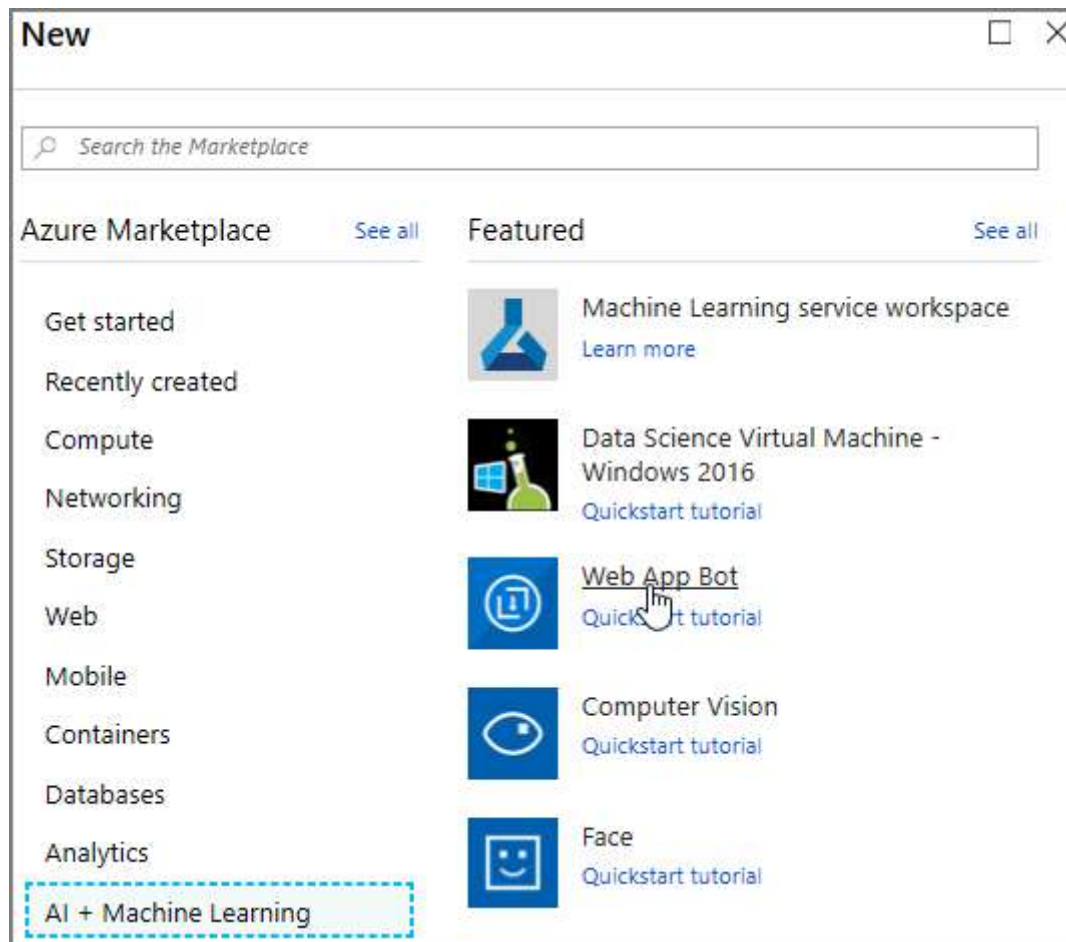 New
Search the Marketplace
Azure Marketplace
See all
Get started
Recently created
Compute
Networking
Storage
Web
Mobile
Containers
Databases
Analytics
AI + Machine Learning
Featured
See all
Machine Learning service workspace
Learn more
Data Science Virtual Machine -
Windows 2016
Quickstart tutorial
Web App Bot
Quickstart tutorial
Computer Vision
Quickstart tutorial
Face
Quickstart tutorial